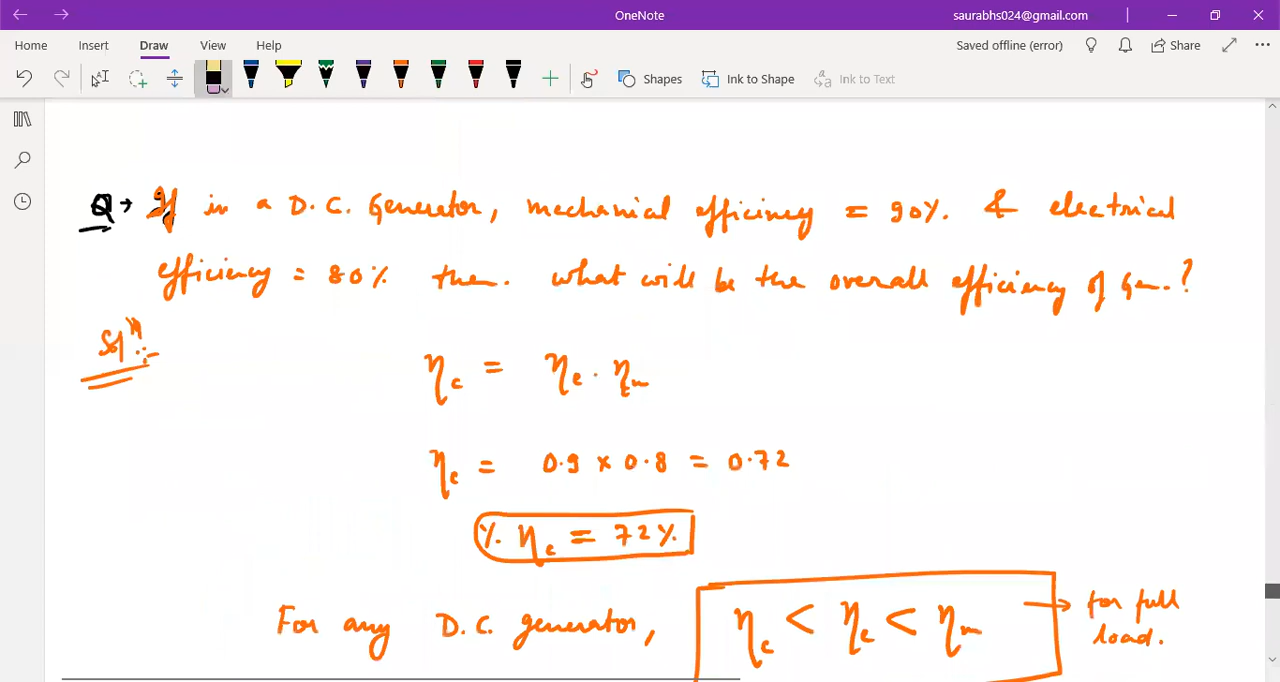 OneNote
saurabhs024@gmail.com
Home Insert Draw View Help
Saved offline (error) Share
Shapes Ink to Shape Ink to Text
Q → If in a D.C. Generator, mechanical efficiency = 90%. & electrical
efficiency = 80% then. what will be the overall efficiency of Gen.?
Solⁿ :-
η_c = η_e . η_m
η_c = 0.9 × 0.8 = 0.72
%. η_c = 72%.
For any D.C. generator, η_c < η_e < η_m → for full
load.